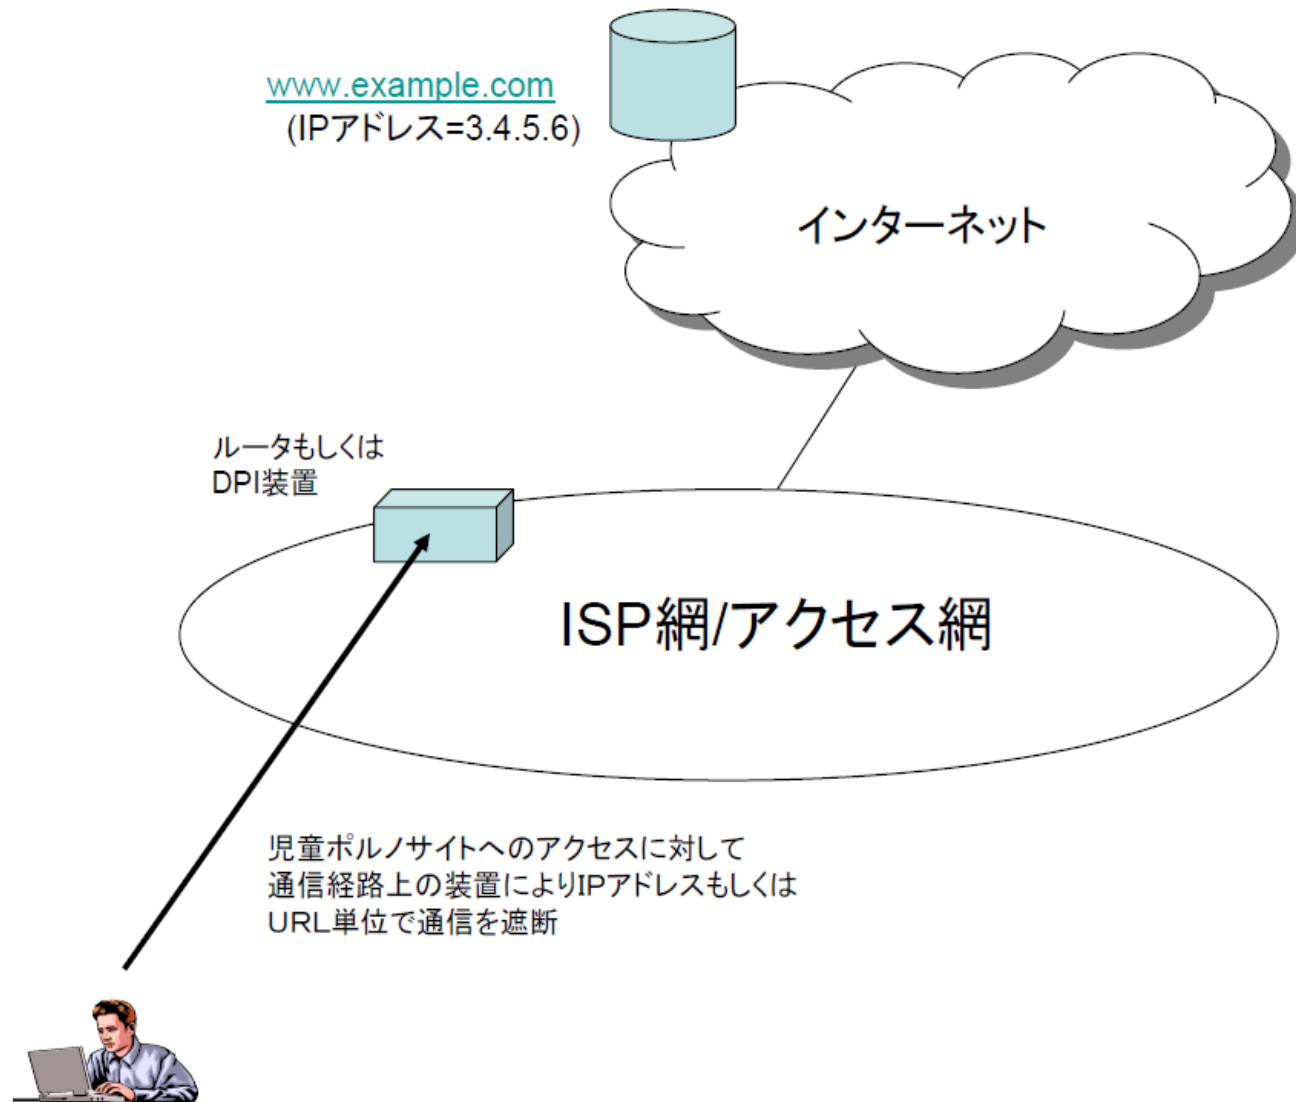 www.example.com
(IPアドレス=3.4.5.6)
インターネット
ルータもしくは
DPI装置
ISP網/アクセス網
児童ポルノサイトへのアクセスに対して
通信経路上の装置によりIPアドレスもしくは
URL単位で通信を遮断